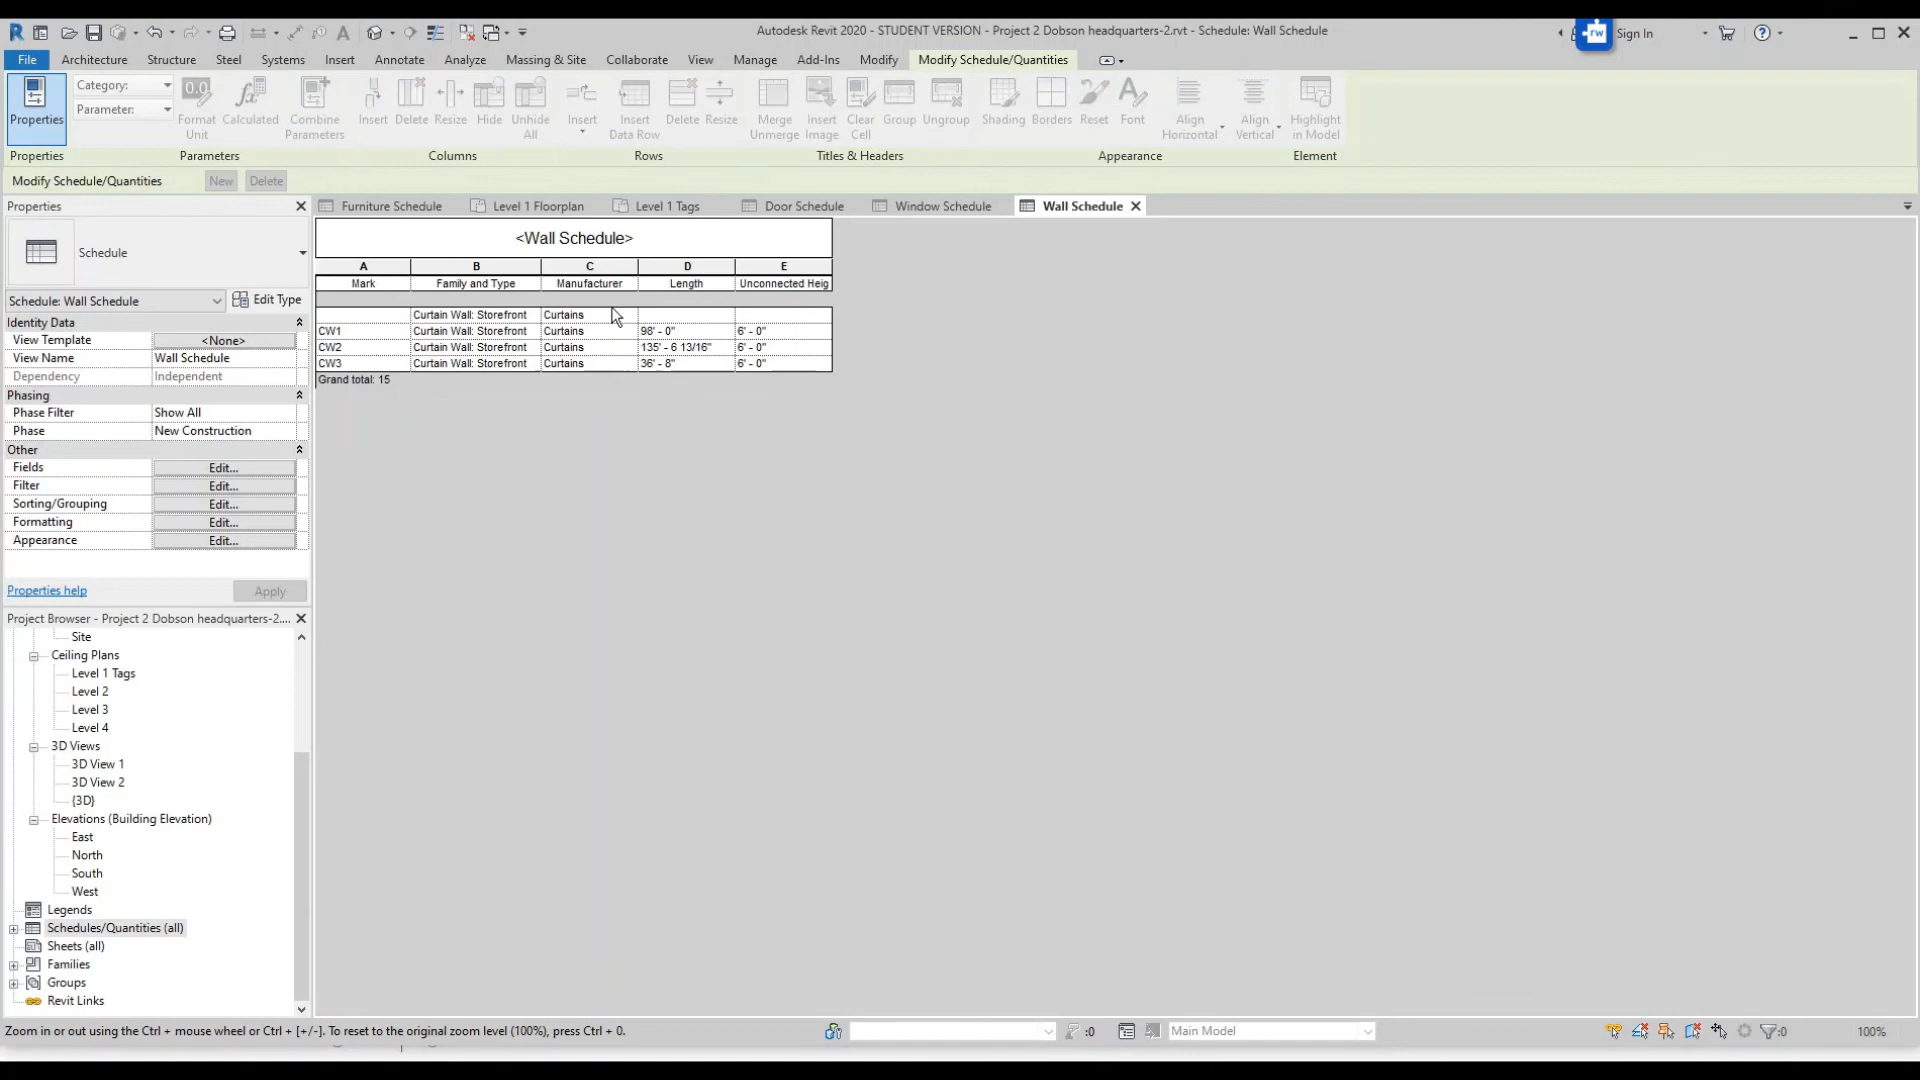 Autodesk Revit 2020 - STUDENT VERSION - Project 2 Dobson headquarters-2.rvt - Schedule: Wall Schedule
rw Sign In
File Architecture Structure Steel Systems Insert Annotate Analyze Massing & Site Collaborate View Manage Add-Ins Modify Modify Schedule/Quantities
Category:
Parameter:
Properties Format Unit Calculated Combine Parameters Insert Delete Resize Hide Unhide All Insert Insert Data Row Delete Resize Merge Unmerge Insert Image Clear Cell Group Ungroup Shading Borders Reset Font Align Horizontal Align Vertical Highlight in Model
Properties Parameters Columns Rows Titles & Headers Appearance Element
Modify Schedule/Quantities New Delete
Properties
Furniture Schedule Level 1 Floorplan Level 1 Tags Door Schedule Window Schedule Wall Schedule
Schedule
Schedule: Wall Schedule Edit Type
Identity Data
View Template <None>
View Name Wall Schedule
Dependency Independent
Phasing
Phase Filter Show All
Phase New Construction
Other
Fields Edit...
Filter Edit...
Sorting/Grouping Edit...
Formatting Edit...
Appearance Edit...
Properties help Apply
<Wall Schedule>
A B C D E
Mark Family and Type Manufacturer Length Unconnected Heig
Curtain Wall: Storefront Curtains
CW1 Curtain Wall: Storefront Curtains 98' - 0" 6' - 0"
CW2 Curtain Wall: Storefront Curtains 135' - 6 13/16" 6' - 0"
CW3 Curtain Wall: Storefront Curtains 36' - 8" 6' - 0"
Grand total: 15
Project Browser - Project 2 Dobson headquarters-2....
Site
Ceiling Plans
Level 1 Tags
Level 2
Level 3
Level 4
3D Views
3D View 1
3D View 2
{3D}
Elevations (Building Elevation)
East
North
South
West
Legends
Schedules/Quantities (all)
Sheets (all)
Families
Groups
Revit Links
Zoom in or out using the Ctrl + mouse wheel or Ctrl + [+/-]. To reset to the original zoom level (100%), press Ctrl + 0. :0 Main Model :0 100%